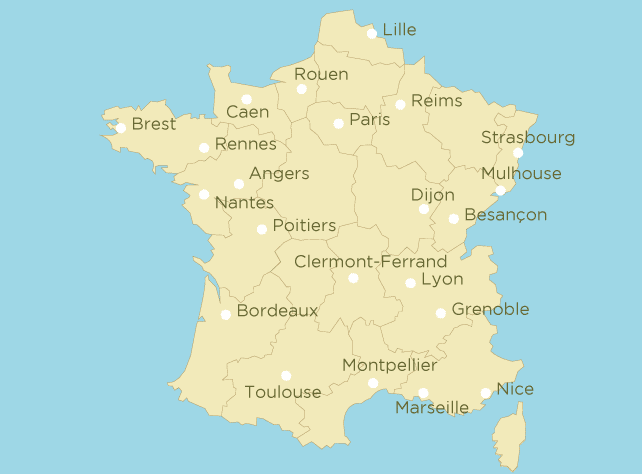 Lille
Rouen
Reims
Caen
Paris
Brest
Strasbourg
Rennes
Angers
Mulhouse
Dijon
Nantes
Besançon
Poitiers
Clermont-Ferrand
Lyon
Bordeaux
Grenoble
Montpellier
Toulouse
Nice
Marseille